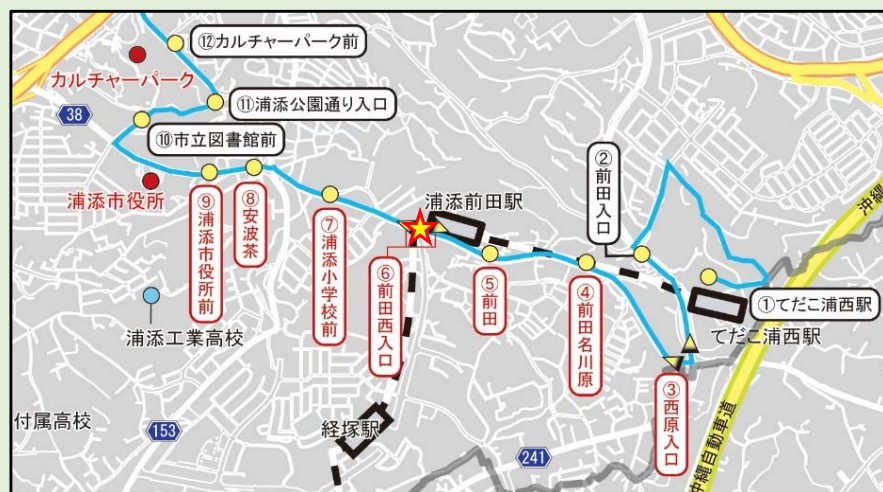 ⑫カルチャーパーク前
カルチャーパーク
38
⑪浦添公園通り入口
⑩市立図書館前
浦添市役所
⑨浦添市役所前
⑧安波茶
⑦浦添小学校前
浦添前田駅
⑥前田西入口
⑤前田
④前田名川原
②前田入口
①てだこ浦西駅
てだこ浦西駅
③西原入口
浦添工業高校
付属高校
153
経塚駅
241
沖縄自動車道
沖縄